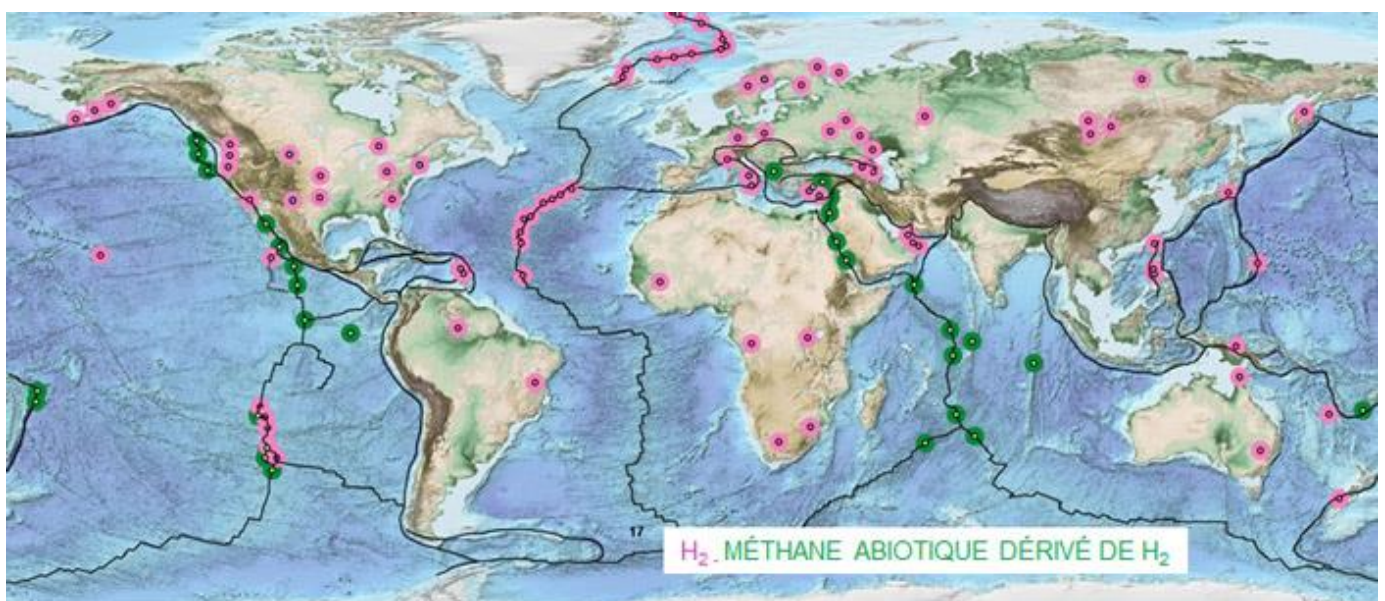 17
H₂ - MÉTHANE ABIOTIQUE DÉRIVÉ DE H₂